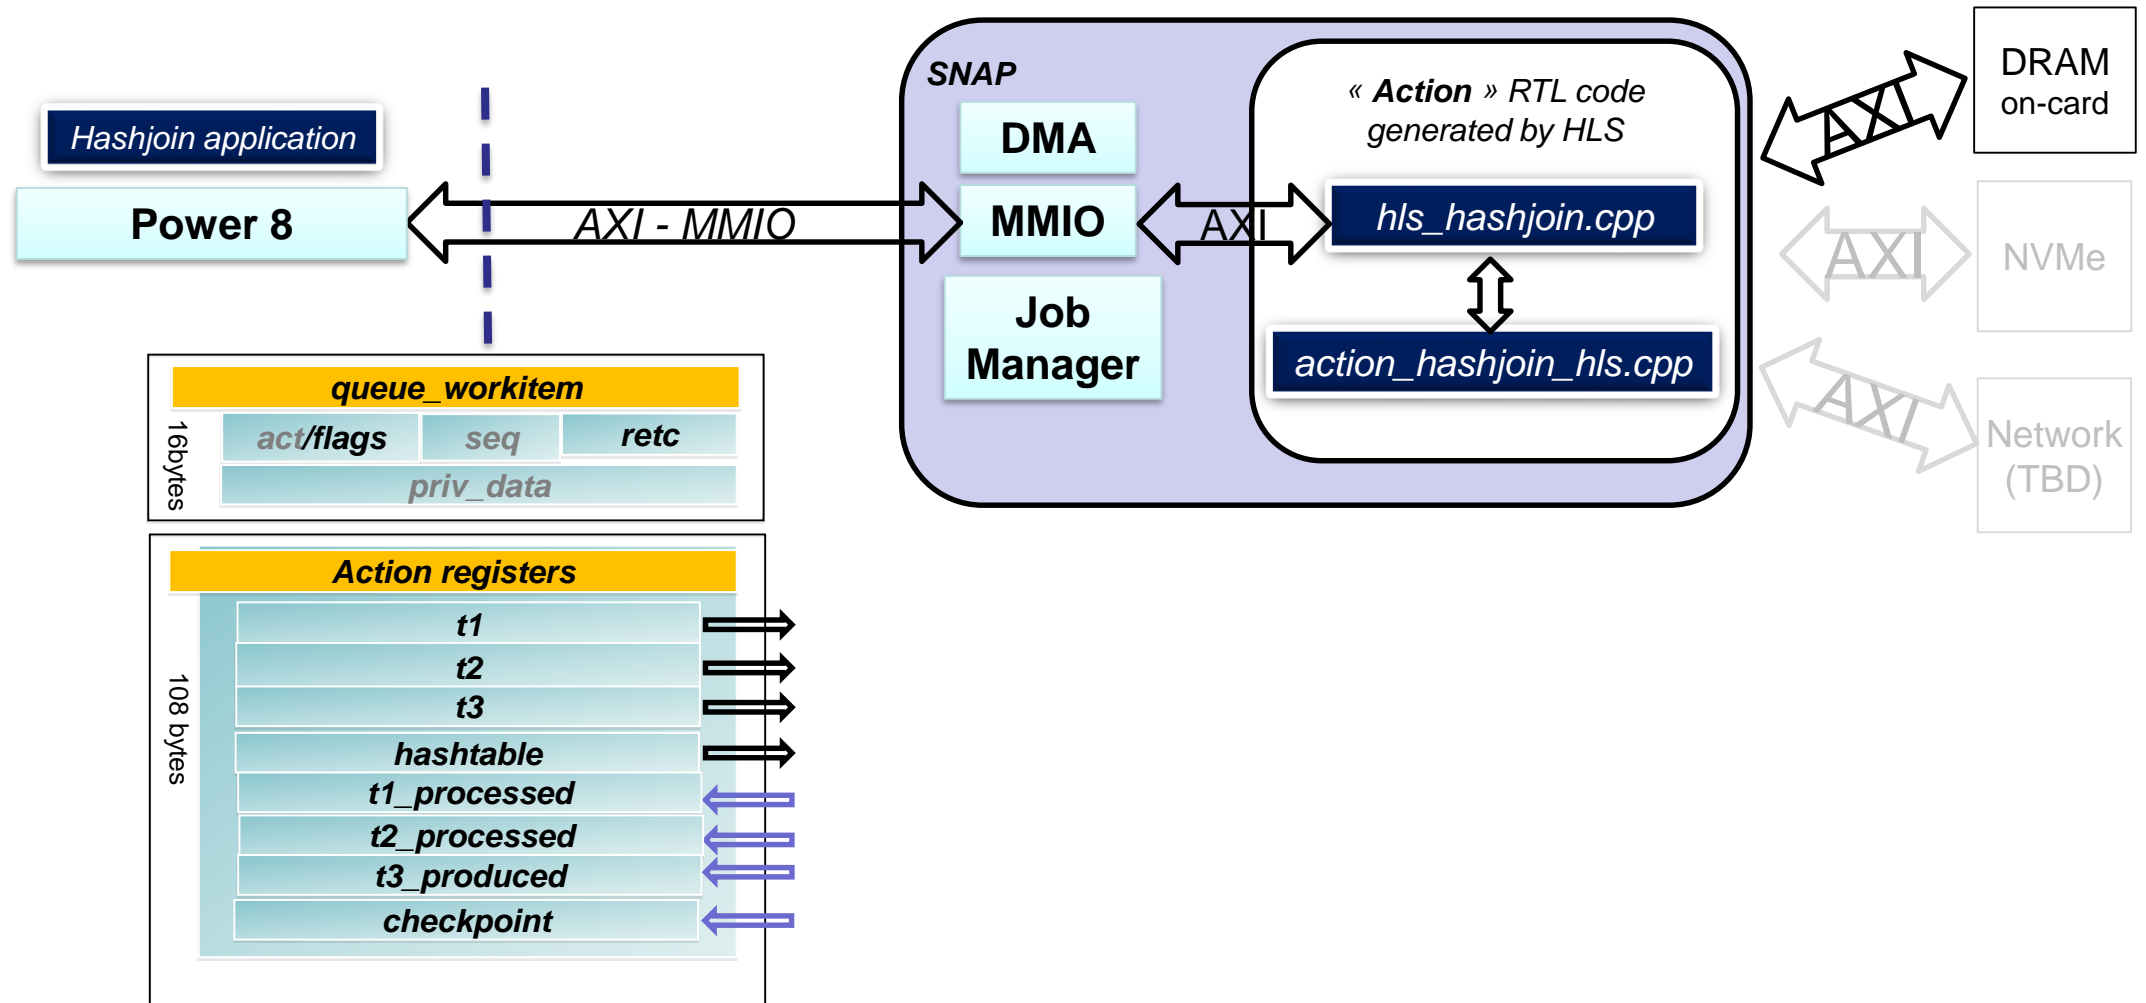 Hashjoin application
Power 8
AXI - MMIO
SNAP
DMA
MMIO
Job
Manager
AXI
« Action » RTL code
generated by HLS
hls_hashjoin.cpp
action_hashjoin_hls.cpp
AXI
DRAM
on-card
AXI
NVMe
AXI
Network
(TBD)
queue_workitem
16bytes
act/flags
seq
retc
priv_data
Action registers
108 bytes
t1
t2
t3
hashtable
t1_processed
t2_processed
t3_produced
checkpoint